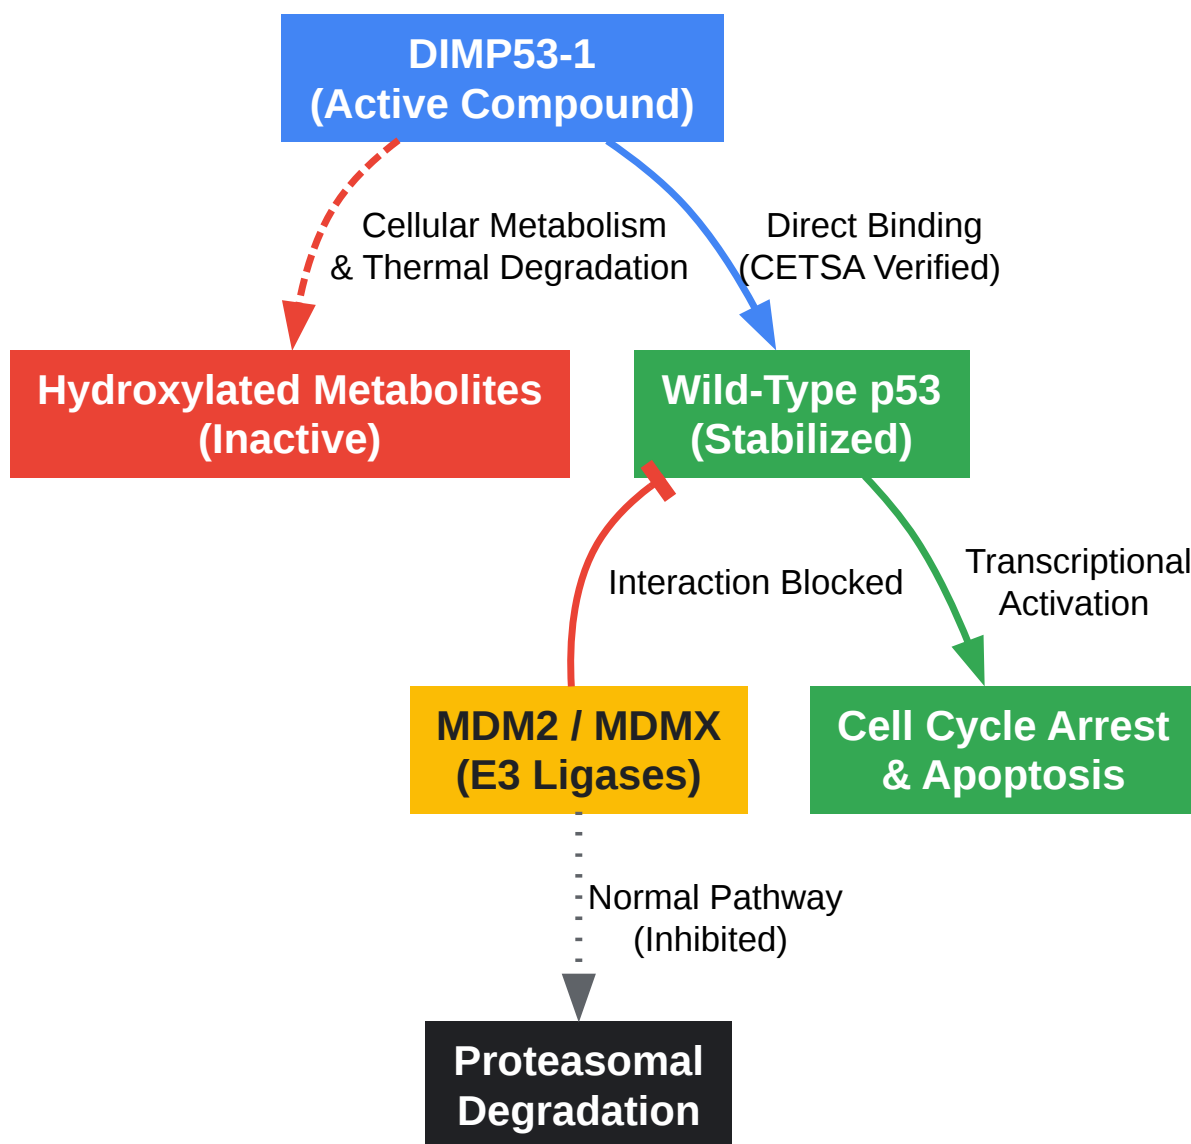 DIMP53-1
(Active Compound)
Cellular Metabolism
& Thermal Degradation
Direct Binding
(CETSA Verified)
Hydroxylated Metabolites
(Inactive)
Wild-Type p53
(Stabilized)
Interaction Blocked
Transcriptional
Activation
MDM2 / MDMX
(E3 Ligases)
Cell Cycle Arrest
& Apoptosis
Normal Pathway
(Inhibited)
Proteasomal
Degradation